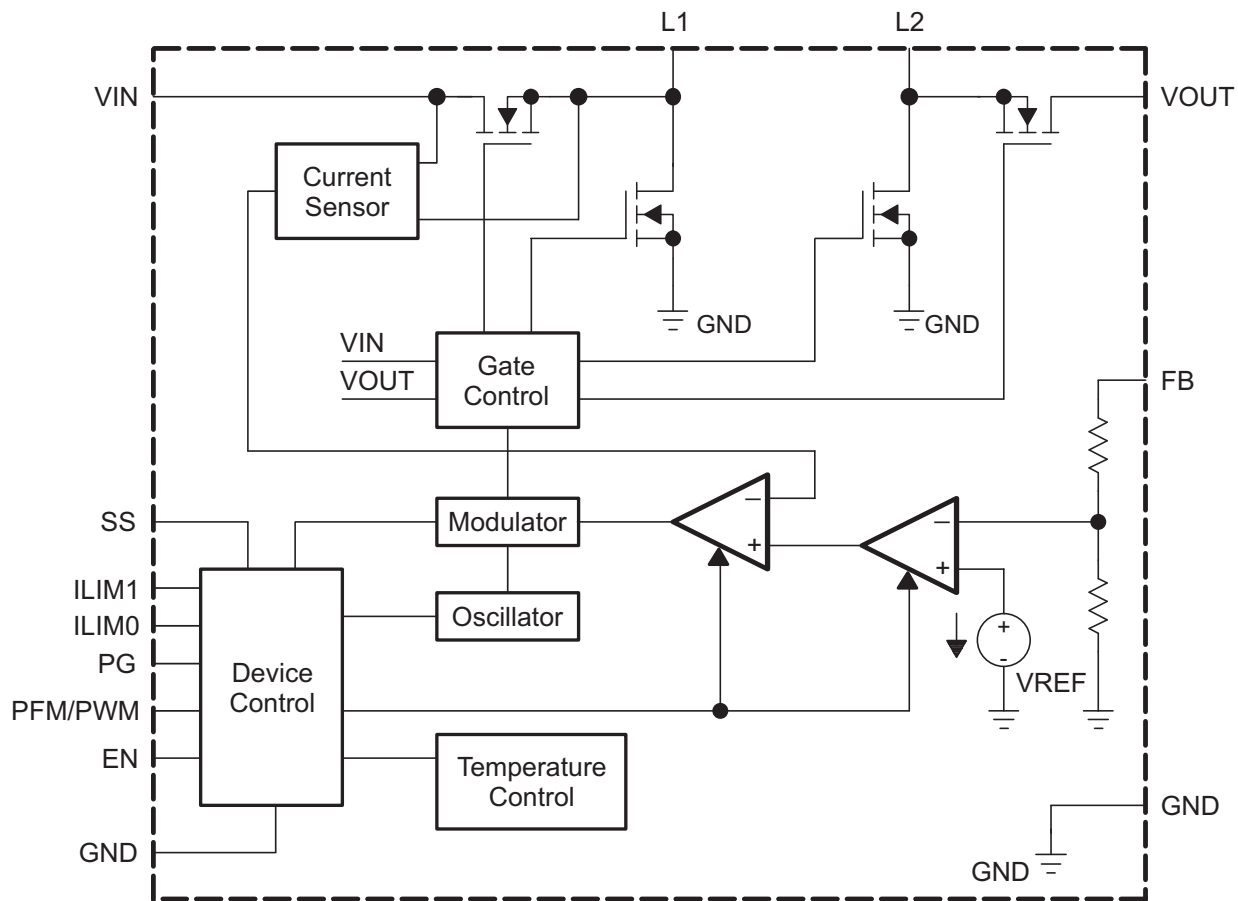 L1
L2
VIN
VOUT
Current
Sensor
GND
GND
VIN
VOUT
Gate
Control
FB
SS
Modulator
−
+
−
+
ILIM1
ILIM0
Oscillator
+
-
VREF
PG
Device
Control
PFM/PWM
EN
Temperature
Control
GND
GND
GND